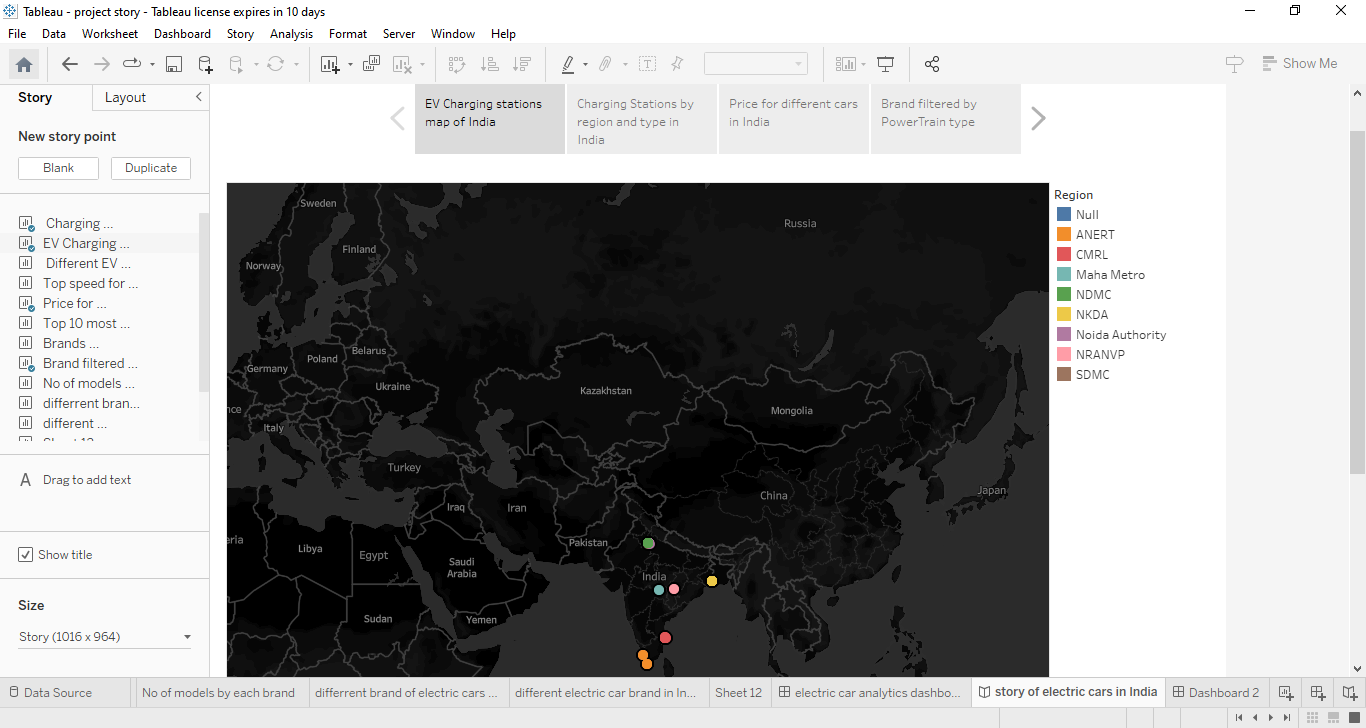 Tableau - project story - Tableau license expires in 10 days
File Data Worksheet Dashboard Story Analysis Format Server Window Help
Show Me
Story Layout
New story point
Blank Duplicate
Charging ...
EV Charging ...
Different EV ...
Top speed for ...
Price for ...
Top 10 most ...
Brands ...
Brand filtered ...
No of models ...
differrent bran...
different ...
A Drag to add text
Show title
Size
Story (1016 x 964)
EV Charging stations
map of India
Charging Stations by
region and type in
India
Price for different cars
in India
Brand filtered by
PowerTrain type
Sweden
Russia
Finland
Norway
Belarus
Poland
Germany
Ukraine
Kazakhstan
nce
Mongolia
Italy
Turkey
Japan
China
Iraq
Iran
eria
Pakistan
Libya
Egypt
Saudi
Arabia
India
Sudan
Yemen
Region
Null
ANERT
CMRL
Maha Metro
NDMC
NKDA
Noida Authority
NRANVP
SDMC
Data Source No of models by each brand differrent brand of electric cars ... different electric car brand in In... Sheet 12 electric car analytics dashbo... story of electric cars in India Dashboard 2